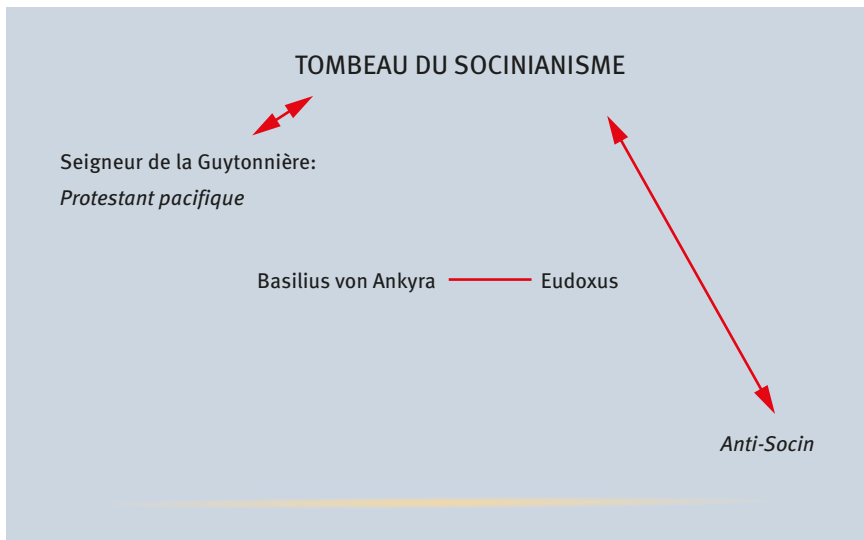 TOMBEAU DU SOCINIANISME
Seigneur de la Guytonnière:
Protestant pacifique
Basilius von Ankyra Eudoxus
Anti-Socin